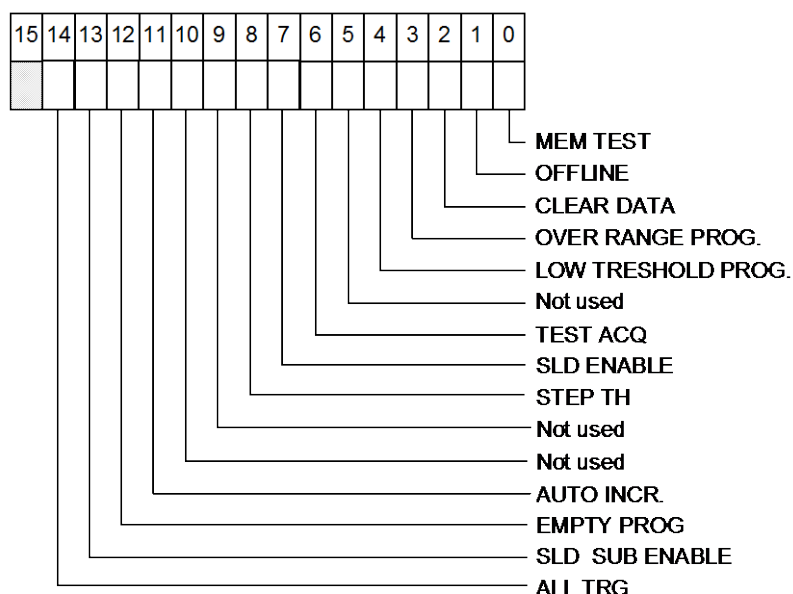 15 14 13 12 11 10 9 8 7 6 5 4 3 2 1 0
MEM TEST
OFFLINE
CLEAR DATA
OVER RANGE PROG.
LOW TRESHOLD PROG.
Not used
TEST ACQ
SLD ENABLE
STEP TH
Not used
Not used
AUTO INCR.
EMPTY PROG
SLD SUB ENABLE
ALL TRG